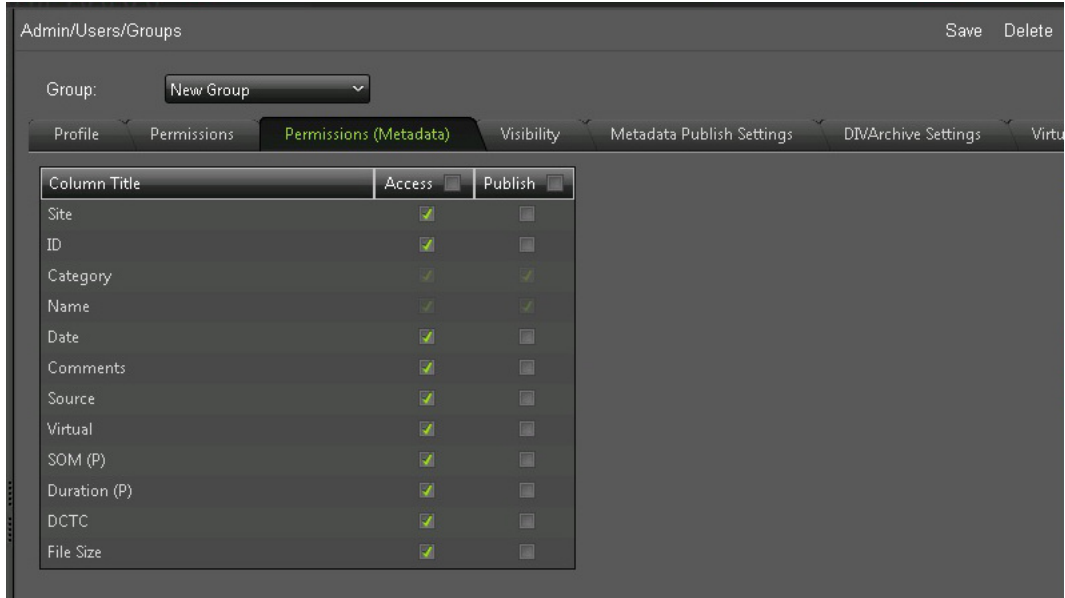 Admin/Users/Groups Save Delete
Group: New Group
Profile Permissions Permissions (Metadata) Visibility Metadata Publish Settings DIVArchive Settings Virtu
Column Title Access Publish
Site
ID
Category
Name
Date
Comments
Source
Virtual
SOM (P)
Duration (P)
DCTC
File Size